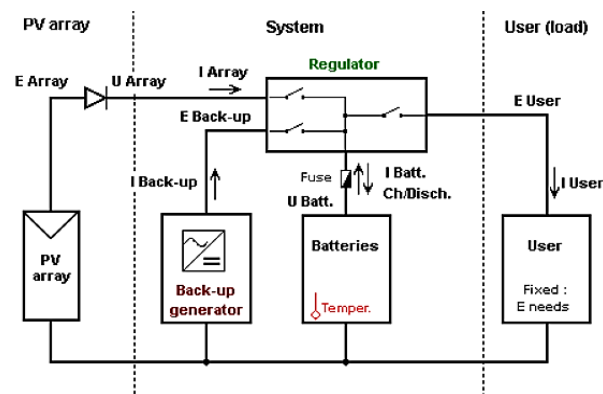 PV array
System
User (load)
E Array
U Array
I Array
Regulator
E Back-up
E User
I Back-up
Fuse
I Batt.
Ch/Disch.
U Batt.
I User
PV
array
Back-up
generator
Batteries
Temper.
User
Fixed :
E needs